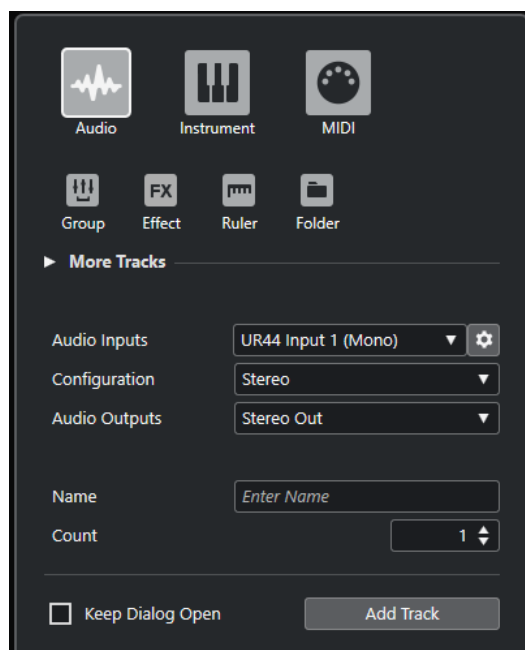 Audio Instrument MIDI
FX
Group Effect Ruler Folder
More Tracks
Audio Inputs UR44 Input 1 (Mono)
Configuration Stereo
Audio Outputs Stereo Out
Name Enter Name
Count 1
Keep Dialog Open Add Track